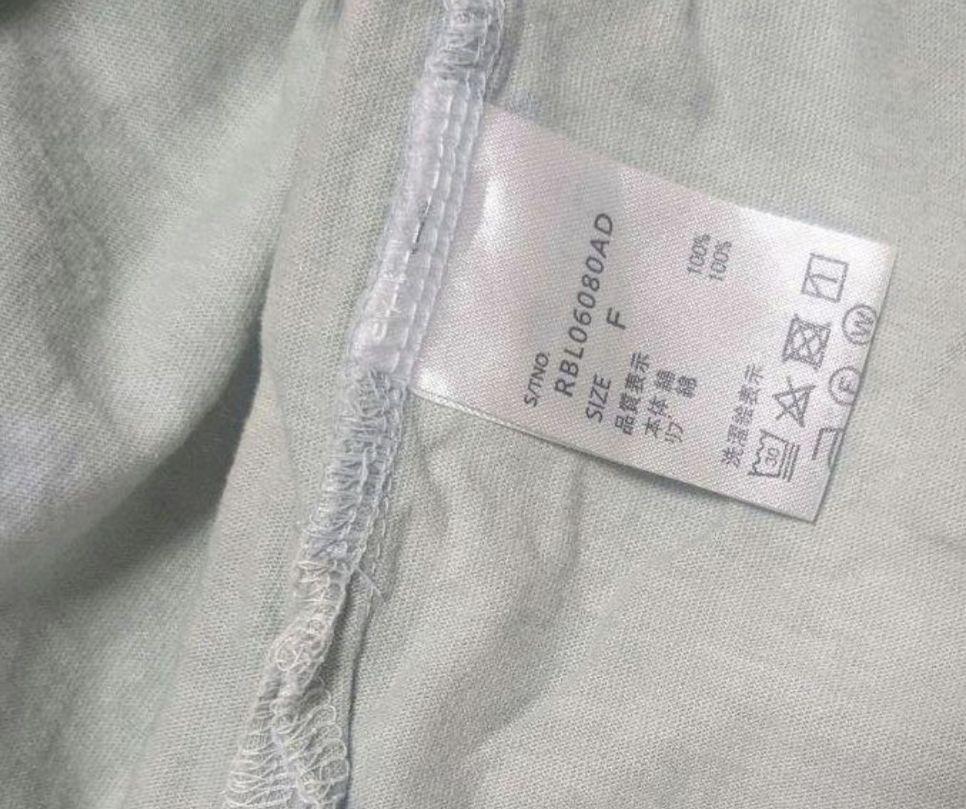 S/TNO.
RBL06080AD
SIZE F
品質表示
本体 綿 100%
リブ 綿 100%
洗濯絵表示
30
F W